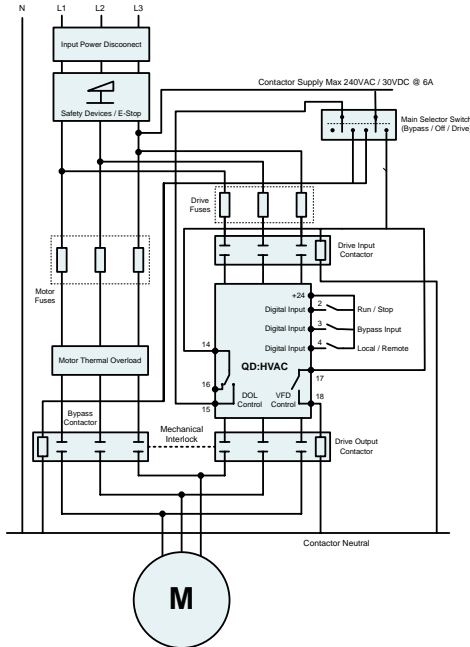 N L1 L2 L3
Input Power Disconnect
Safety Devices / E-Stop
Contactor Supply Max 240VAC / 30VDC @ 6A
Main Selector Switch
(Bypass / Off / Drive)
Drive
Fuses
Drive Input
Contactor
Motor
Fuses
+24
Digital Input 2 Run / Stop
Digital Input 3 Bypass Input
Digital Input 4 Local / Remote
14
QD:HVAC
Motor Thermal Overload
16
17
DOL
Control
VFD
Control
15
18
Bypass
Contactor
Mechanical
Interlock
Drive Output
Contactor
Contactor Neutral
M